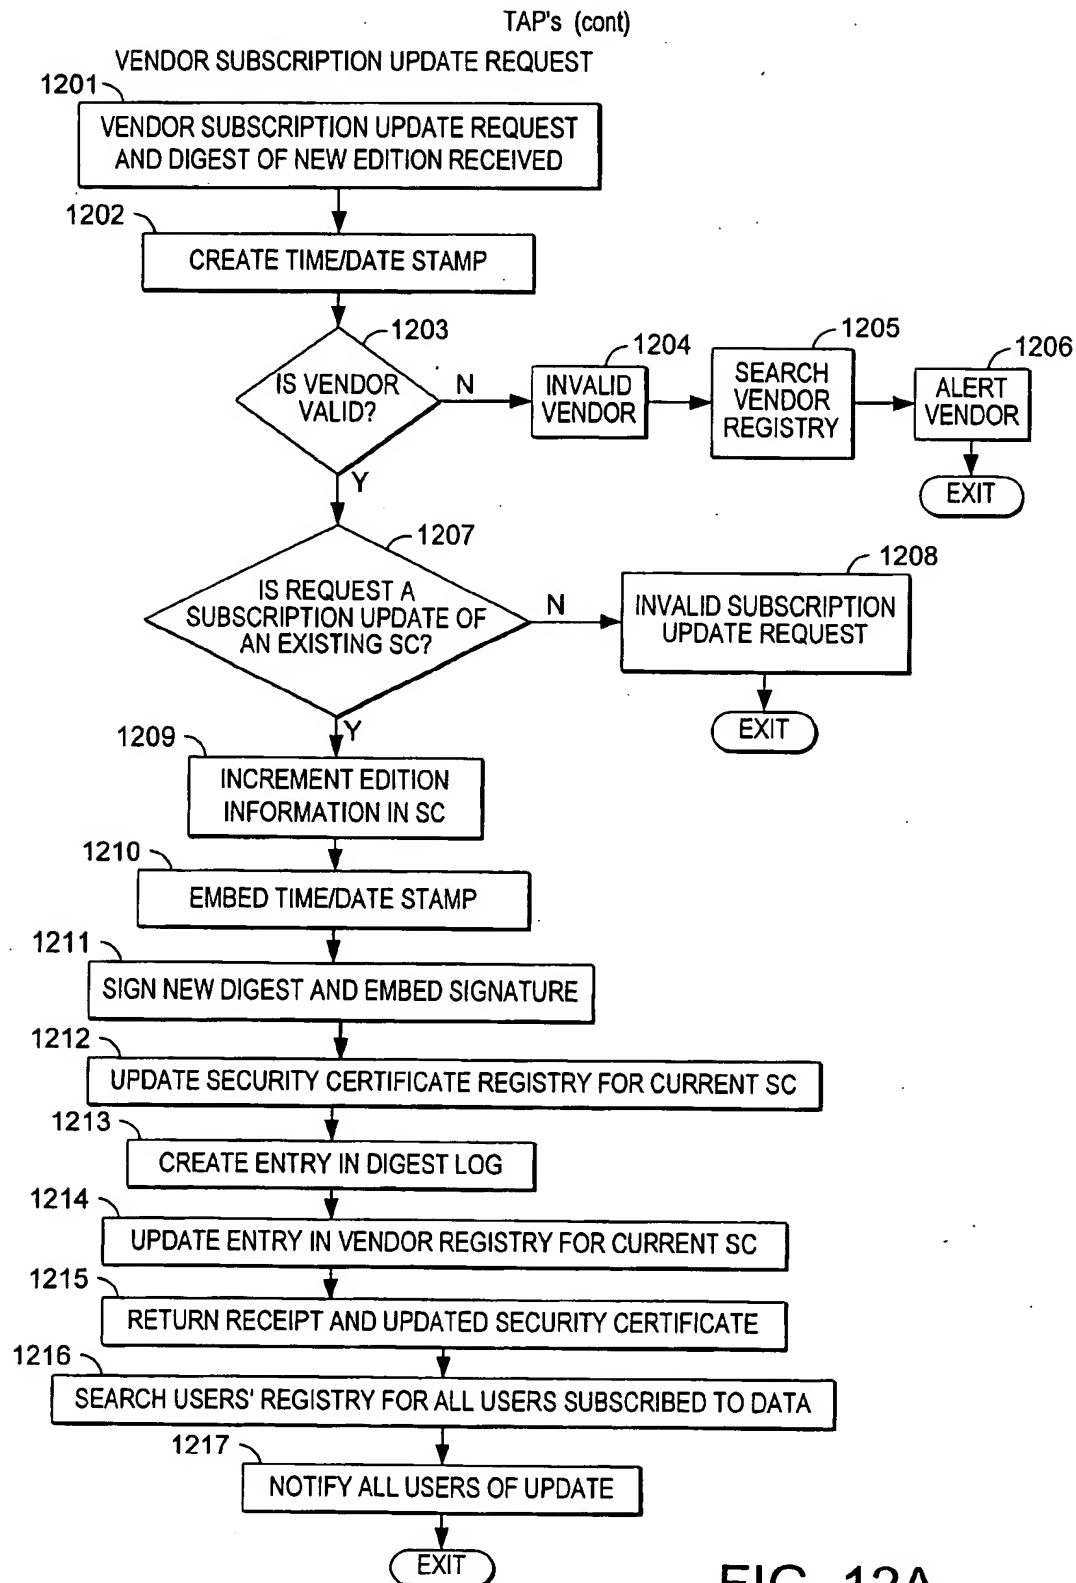 TAP's (cont)
VENDOR SUBSCRIPTION UPDATE REQUEST
1201
VENDOR SUBSCRIPTION UPDATE REQUEST
AND DIGEST OF NEW EDITION RECEIVED
1202
CREATE TIME/DATE STAMP
1203
IS VENDOR
VALID?
N
1204
INVALID
VENDOR
1205
SEARCH
VENDOR
REGISTRY
1206
ALERT
VENDOR
EXIT
Y
1207
IS REQUEST A
SUBSCRIPTION UPDATE OF
AN EXISTING SC?
N
1208
INVALID SUBSCRIPTION
UPDATE REQUEST
EXIT
Y
1209
INCREMENT EDITION
INFORMATION IN SC
1210
EMBED TIME/DATE STAMP
1211
SIGN NEW DIGEST AND EMBED SIGNATURE
1212
UPDATE SECURITY CERTIFICATE REGISTRY FOR CURRENT SC
1213
CREATE ENTRY IN DIGEST LOG
1214
UPDATE ENTRY IN VENDOR REGISTRY FOR CURRENT SC
1215
RETURN RECEIPT AND UPDATED SECURITY CERTIFICATE
1216
SEARCH USERS' REGISTRY FOR ALL USERS SUBSCRIBED TO DATA
1217
NOTIFY ALL USERS OF UPDATE
EXIT
FIG. 12A